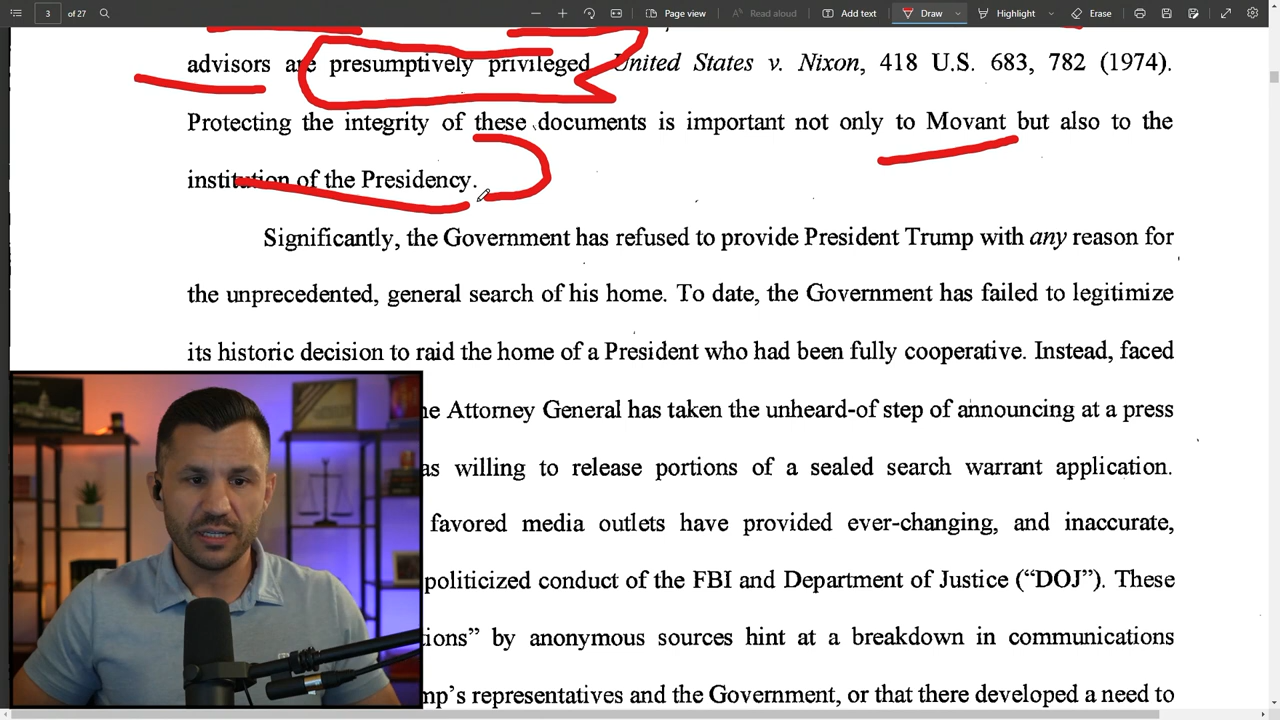 3 of 27 Page view Read aloud Add text Draw Highlight Erase
advisors are presumptively privileged United States v. Nixon, 418 U.S. 683, 782 (1974).
Protecting the integrity of these documents is important not only to Movant but also to the
institution of the Presidency.
Significantly, the Government has refused to provide President Trump with any reason for
the unprecedented, general search of his home. To date, the Government has failed to legitimize
its historic decision to raid the home of a President who had been fully cooperative. Instead, faced
Attorney General has taken the unheard-of step of announcing at a press
willing to release portions of a sealed search warrant application.
favored media outlets have provided ever-changing, and inaccurate,
politicized conduct of the FBI and Department of Justice (“DOJ”). These
tions” by anonymous sources hint at a breakdown in communications
mp’s representatives and the Government, or that there developed a need to